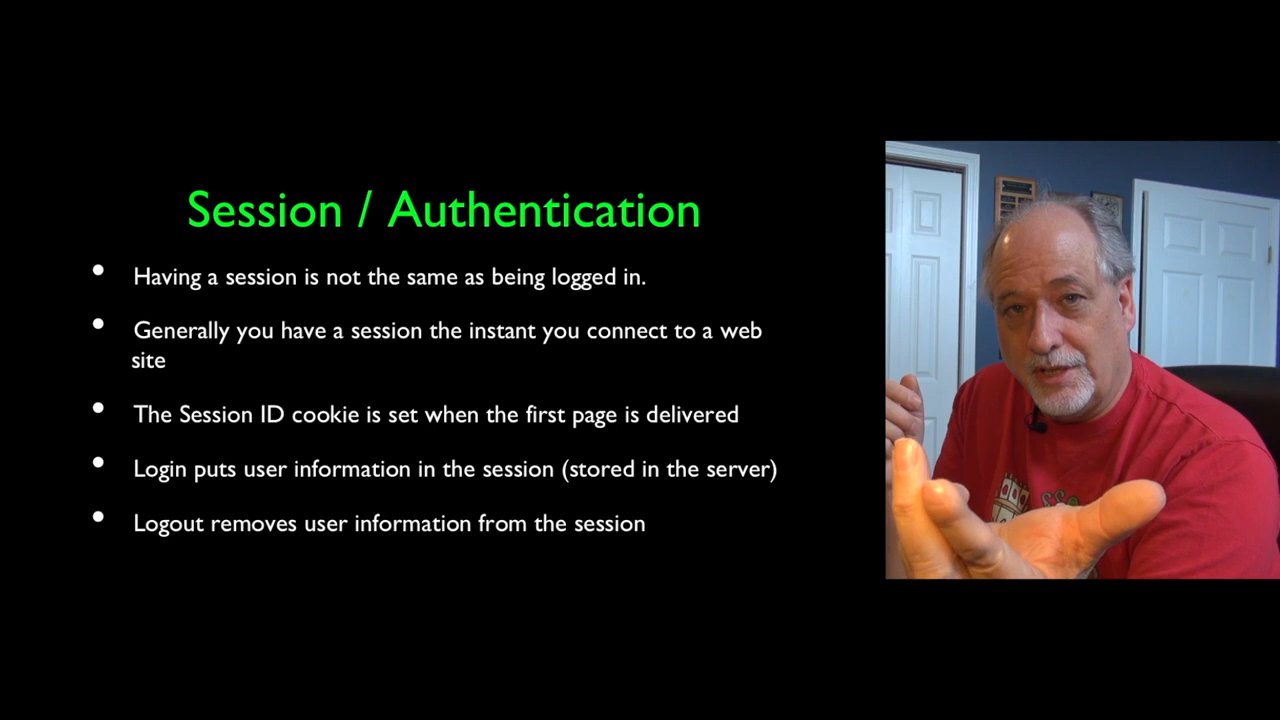 Session / Authentication
• Having a session is not the same as being logged in.
• Generally you have a session the instant you connect to a web
site
• The Session ID cookie is set when the first page is delivered
• Login puts user information in the session (stored in the server)
• Logout removes user information from the session